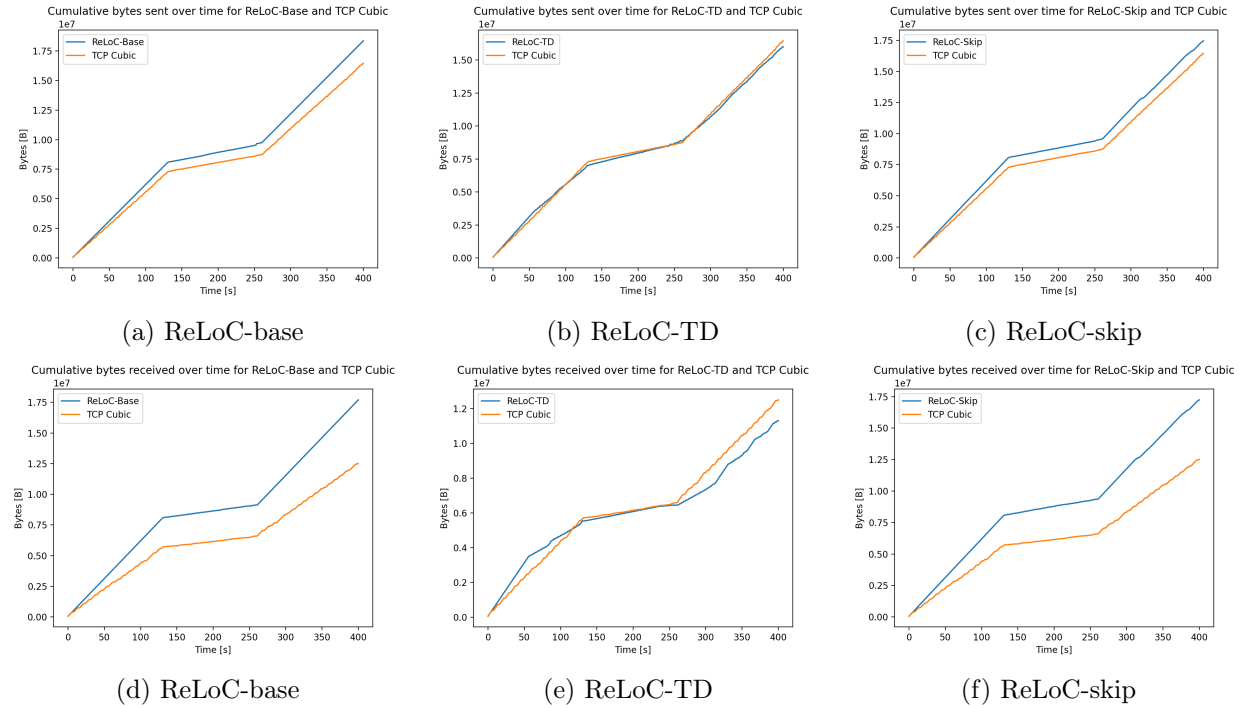 Cumulative bytes sent over time for ReLoC-Base and TCP Cubic
1e7
ReLoC-Base
TCP Cubic
1.75
1.50
1.25
1.00
0.75
0.50
0.25
0.00
Bytes [B]
0 50 100 150 200 250 300 350 400
Time [s]
(a) ReLoC-base
Cumulative bytes sent over time for ReLoC-TD and TCP Cubic
1e7
ReLoC-TD
TCP Cubic
1.50
1.25
1.00
0.75
0.50
0.25
0.00
Bytes [B]
0 50 100 150 200 250 300 350 400
Time [s]
(b) ReLoC-TD
Cumulative bytes sent over time for ReLoC-Skip and TCP Cubic
1e7
ReLoC-Skip
TCP Cubic
1.75
1.50
1.25
1.00
0.75
0.50
0.25
0.00
Bytes [B]
0 50 100 150 200 250 300 350 400
Time [s]
(c) ReLoC-skip
Cumulative bytes received over time for ReLoC-Base and TCP Cubic
1e7
ReLoC-Base
TCP Cubic
1.75
1.50
1.25
1.00
0.75
0.50
0.25
0.00
Bytes [B]
0 50 100 150 200 250 300 350 400
Time [s]
(d) ReLoC-base
Cumulative bytes received over time for ReLoC-TD and TCP Cubic
1e7
ReLoC-TD
TCP Cubic
1.2
1.0
0.8
0.6
0.4
0.2
0.0
Bytes [B]
0 50 100 150 200 250 300 350 400
Time [s]
(e) ReLoC-TD
Cumulative bytes received over time for ReLoC-Skip and TCP Cubic
1e7
ReLoC-Skip
TCP Cubic
1.75
1.50
1.25
1.00
0.75
0.50
0.25
0.00
Bytes [B]
0 50 100 150 200 250 300 350 400
Time [s]
(f) ReLoC-skip